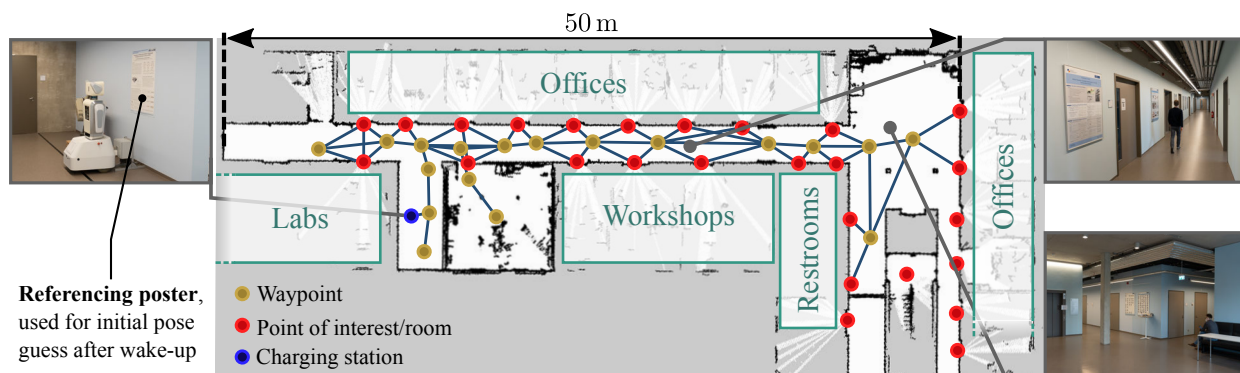 50 m
Offices
Labs
Workshops
Restrooms
Offices
Referencing poster,
used for initial pose
guess after wake-up
Waypoint
Point of interest/room
Charging station